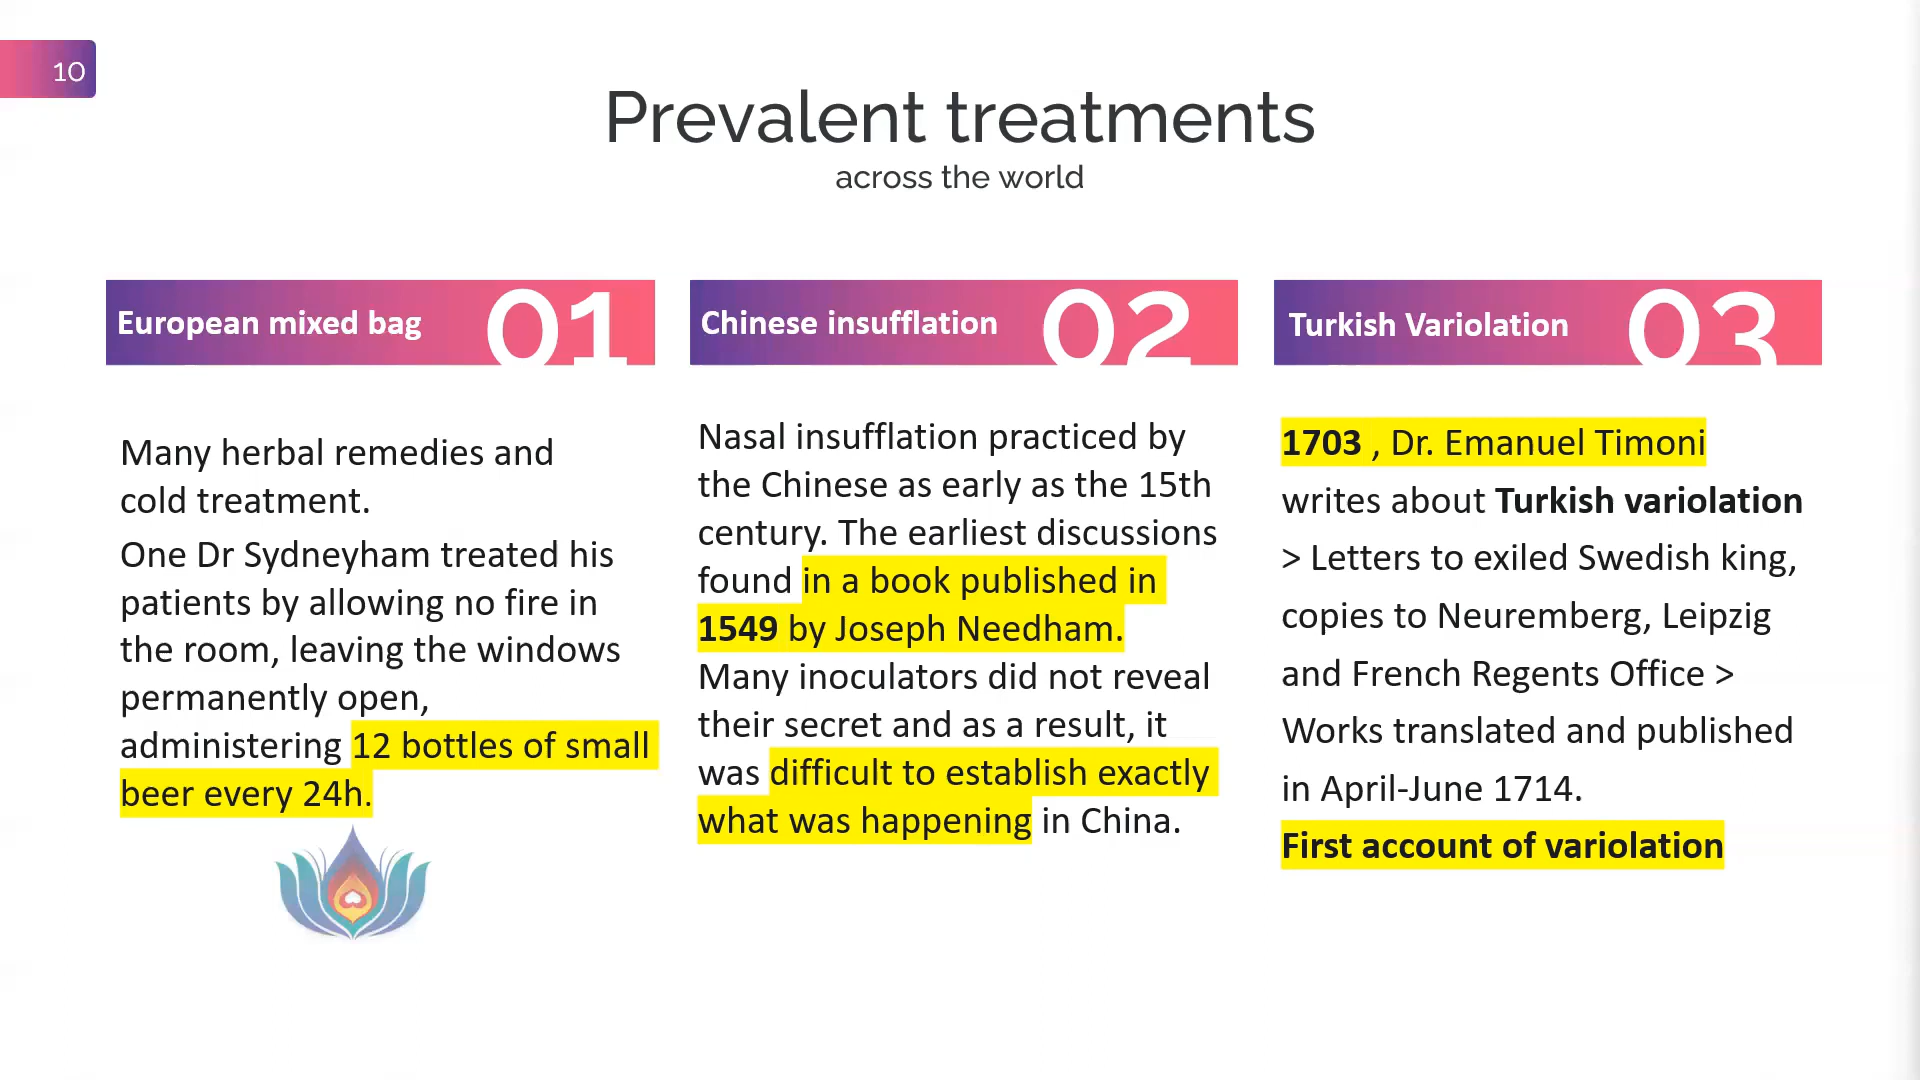 10
Prevalent treatments
across the world
European mixed bag 01
Many herbal remedies and
cold treatment.
One Dr Sydneyham treated his
patients by allowing no fire in
the room, leaving the windows
permanently open,
administering 12 bottles of small
beer every 24h.
Chinese insufflation 02
Nasal insufflation practiced by
the Chinese as early as the 15th
century. The earliest discussions
found in a book published in
1549 by Joseph Needham.
Many inoculators did not reveal
their secret and as a result, it
was difficult to establish exactly
what was happening in China.
Turkish Variolation 03
1703 , Dr. Emanuel Timoni
writes about Turkish variolation
> Letters to exiled Swedish king,
copies to Neuremberg, Leipzig
and French Regents Office >
Works translated and published
in April-June 1714.
First account of variolation